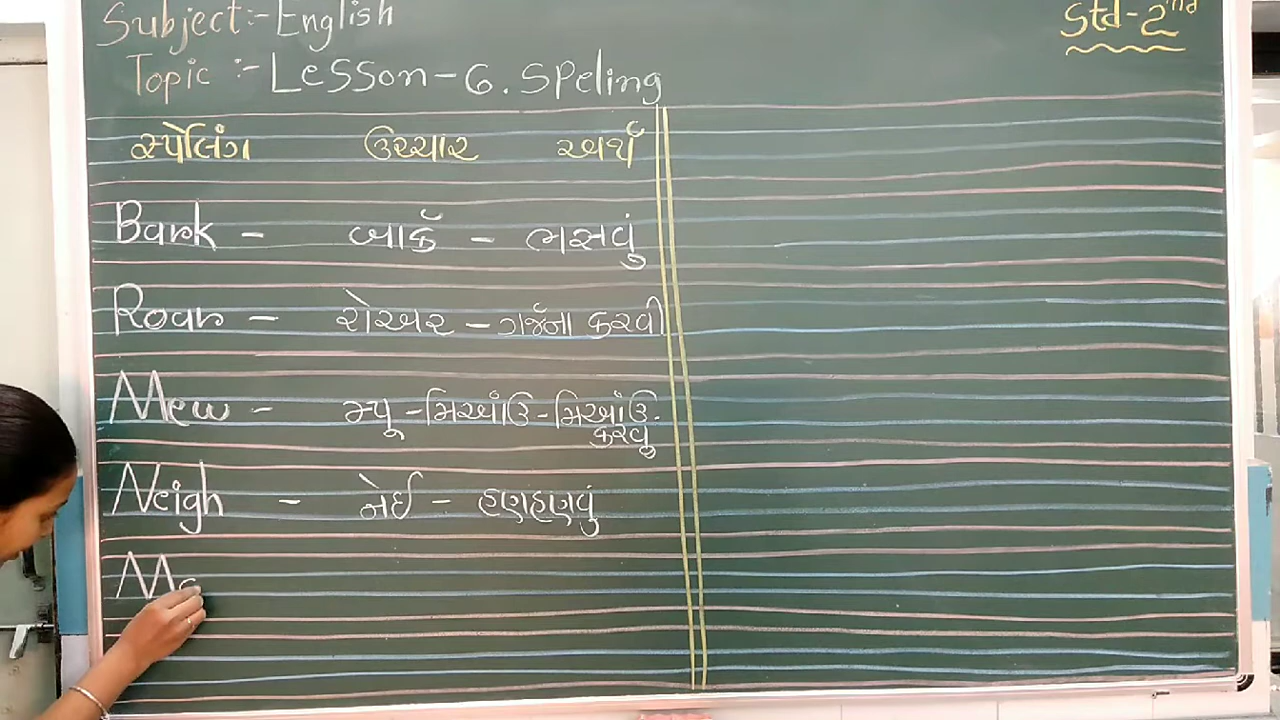 Subject:-English
Std-2nd
Topic :- Lesson-6. Speling
સ્પેલિંગ ઉચ્ચાર અર્થ
Bark - બાર્ક - ભસવું
Roar - રોઅર - ગર્જના કરવી
Mew - મ્યૂ - મિઆંઉ - મિઆંઉ
કરવું
Neigh - નેઈ - હણહણવું